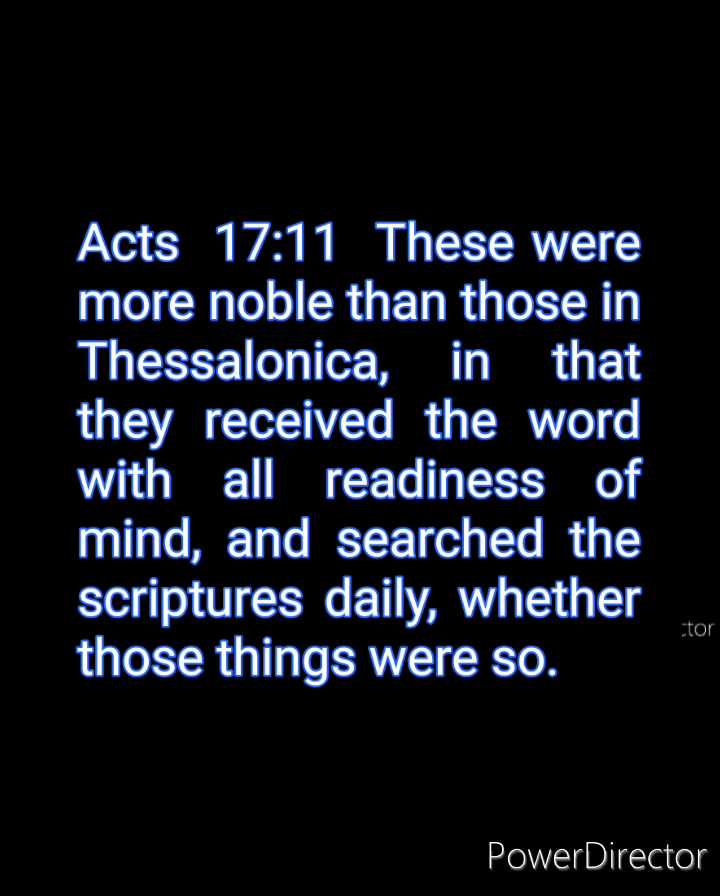 Acts 17:11 These were
more noble than those in
Thessalonica, in that
they received the word
with all readiness of
mind, and searched the
scriptures daily, whether
those things were so.
tor
PowerDirector